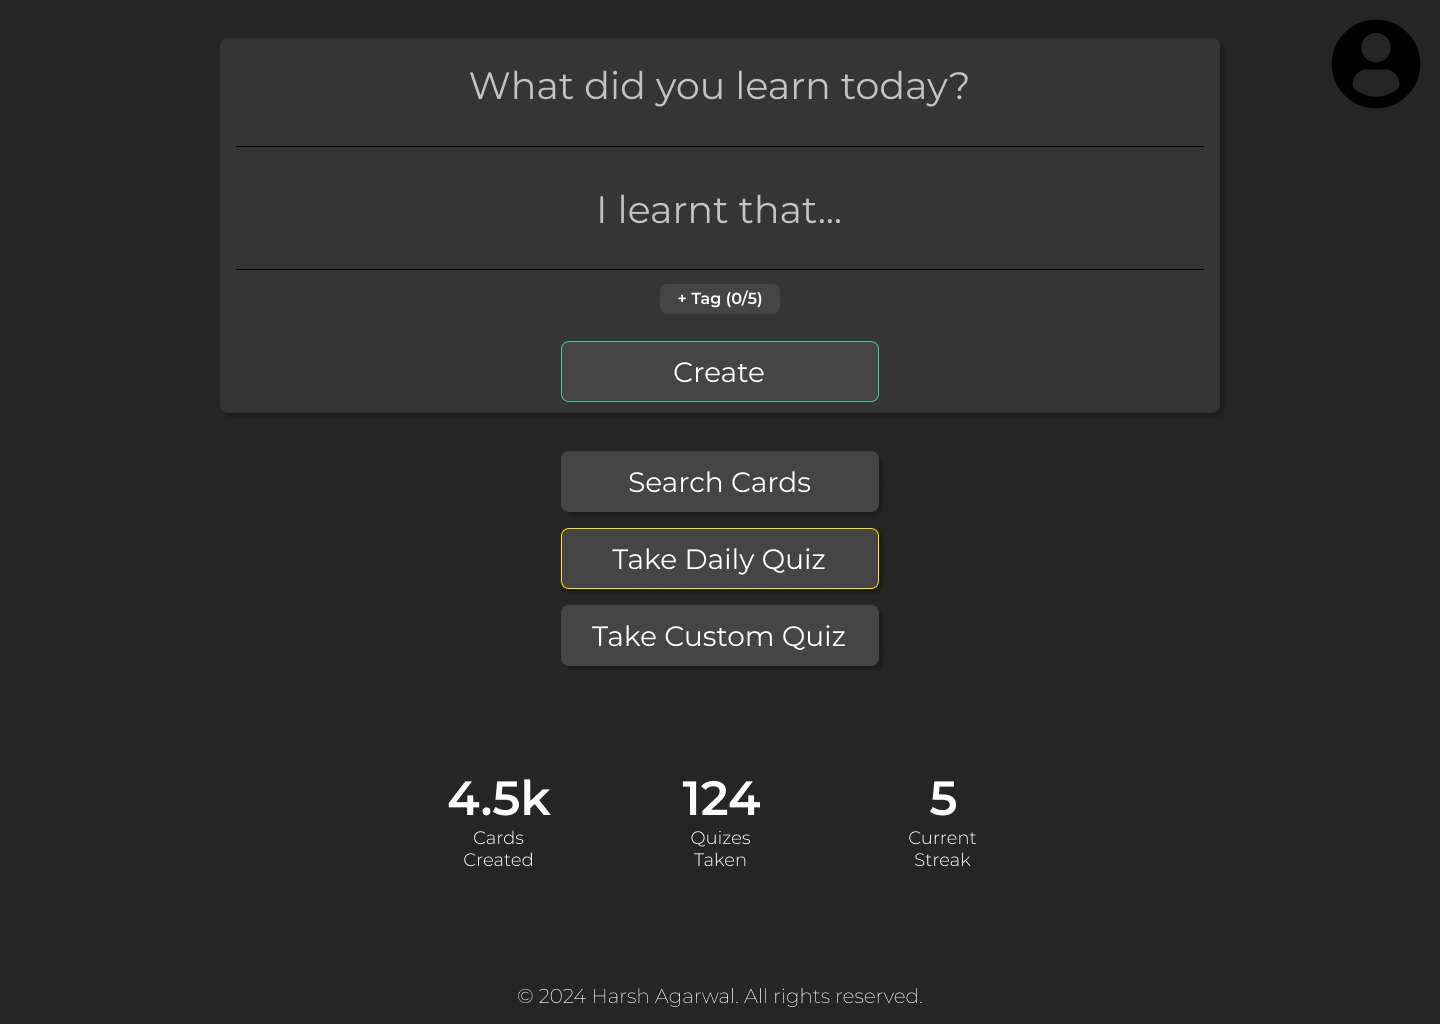 What did you learn today?
I learnt that...
+ Tag (0/5)
Create
Search Cards
Take Daily Quiz
Take Custom Quiz
4.5k
Cards
Created
124
Quizes
Taken
5
Current
Streak
© 2024 Harsh Agarwal. All rights reserved.